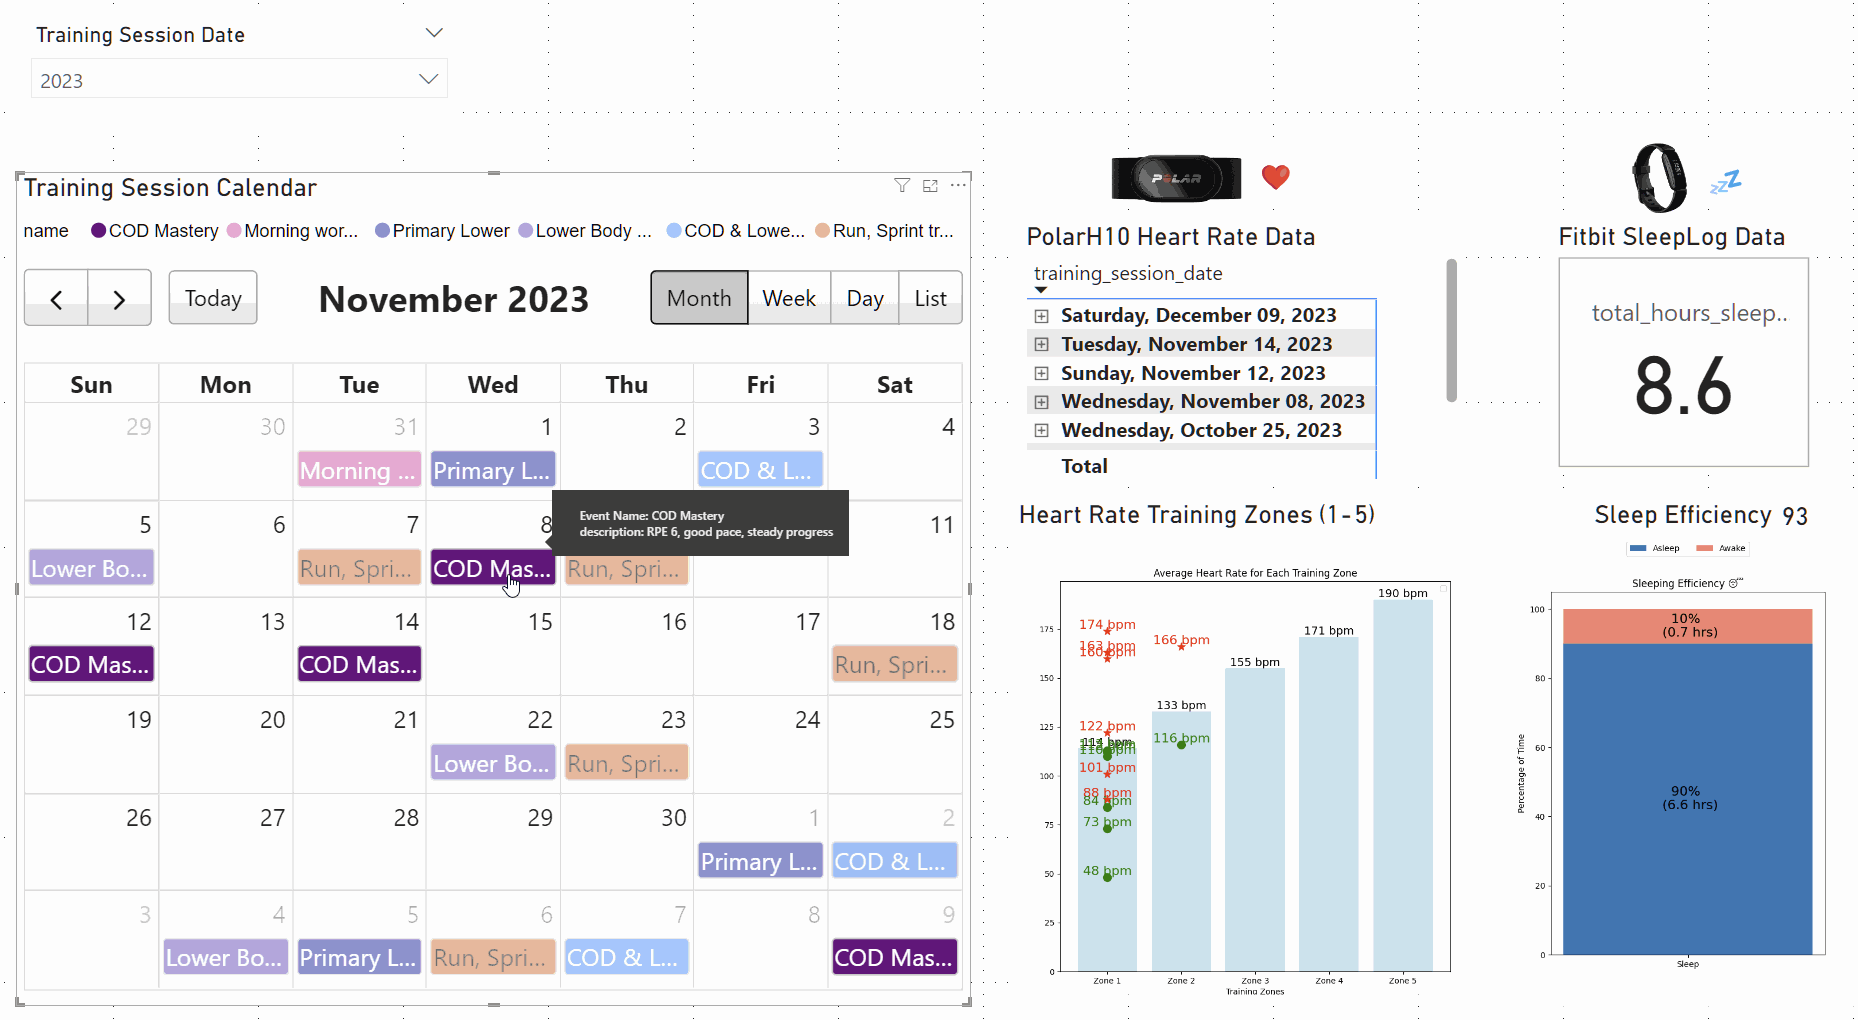 Training Session Date
2023
Training Session Calendar
name COD Mastery Morning wor... Primary Lower Lower Body ... COD & Lowe... Run, Sprint tr...
Today November 2023 Month Week Day List
Sun Mon Tue Wed Thu Fri Sat
29 30 31 1 2 3 4
Morning ... Primary L... COD & L...
5 6 7 8 11
Event Name: COD Mastery
description: RPE 6, good pace, steady progress
Lower Bo... Run, Spri... COD Mas... Run, Spri...
12 13 14 15 16 17 18
COD Mas... COD Mas... Run, Spri...
19 20 21 22 23 24 25
Lower Bo... Run, Spri...
26 27 28 29 30 1 2
Primary L... COD & L...
3 4 5 6 7 8 9
Lower Bo... Primary L... Run, Spri... COD & L... COD Mas...
POLAR
PolarH10 Heart Rate Data
training_session_date
Saturday, December 09, 2023
Tuesday, November 14, 2023
Sunday, November 12, 2023
Wednesday, November 08, 2023
Wednesday, October 25, 2023
Total
zzZ
Fitbit SleepLog Data
total_hours_sleep..
8.6
Heart Rate Training Zones (1-5)
Average Heart Rate for Each Training Zone
190 bpm
174 bpm
171 bpm
166 bpm
163 bpm
160 bpm
155 bpm
133 bpm
122 bpm
116 bpm
114 bpm
101 bpm
88 bpm
84 bpm
73 bpm
48 bpm
175
150
125
100
75
50
25
0
Zone 1 Zone 2 Zone 3 Zone 4 Zone 5
Training Zones
Sleep Efficiency 93
Asleep Awake
Sleeping Efficiency
100
80
60
40
20
0
Percentage of Time
10%
(0.7 hrs)
90%
(6.6 hrs)
Sleep